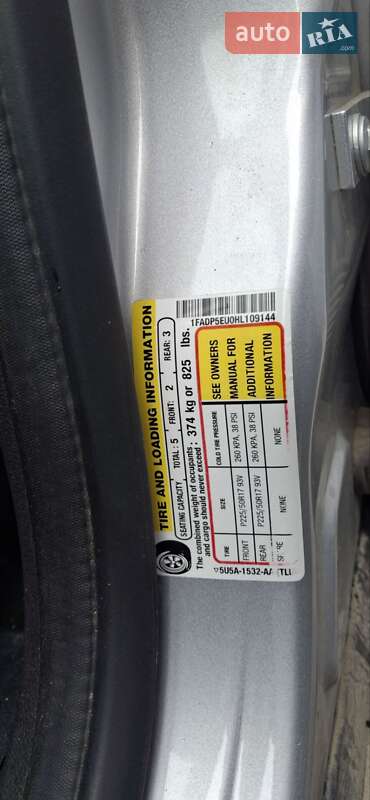 auto RIA.com
TIRE AND LOADING INFORMATION
SEATING CAPACITY TOTAL: 5 FRONT: 2 REAR: 3
The combined weight of occupants and cargo should never exceed: 374 kg or 825 lbs.
TIRE SIZE COLD TIRE PRESSURE
FRONT P225/50R17 93V 260 KPA, 38 PSI
REAR P225/50R17 93V 260 KPA, 38 PSI
NONE NONE
SEE OWNERS
MANUAL FOR
ADDITIONAL
INFORMATION
5U5A-1532-AA
1FADP5EU0HL109144